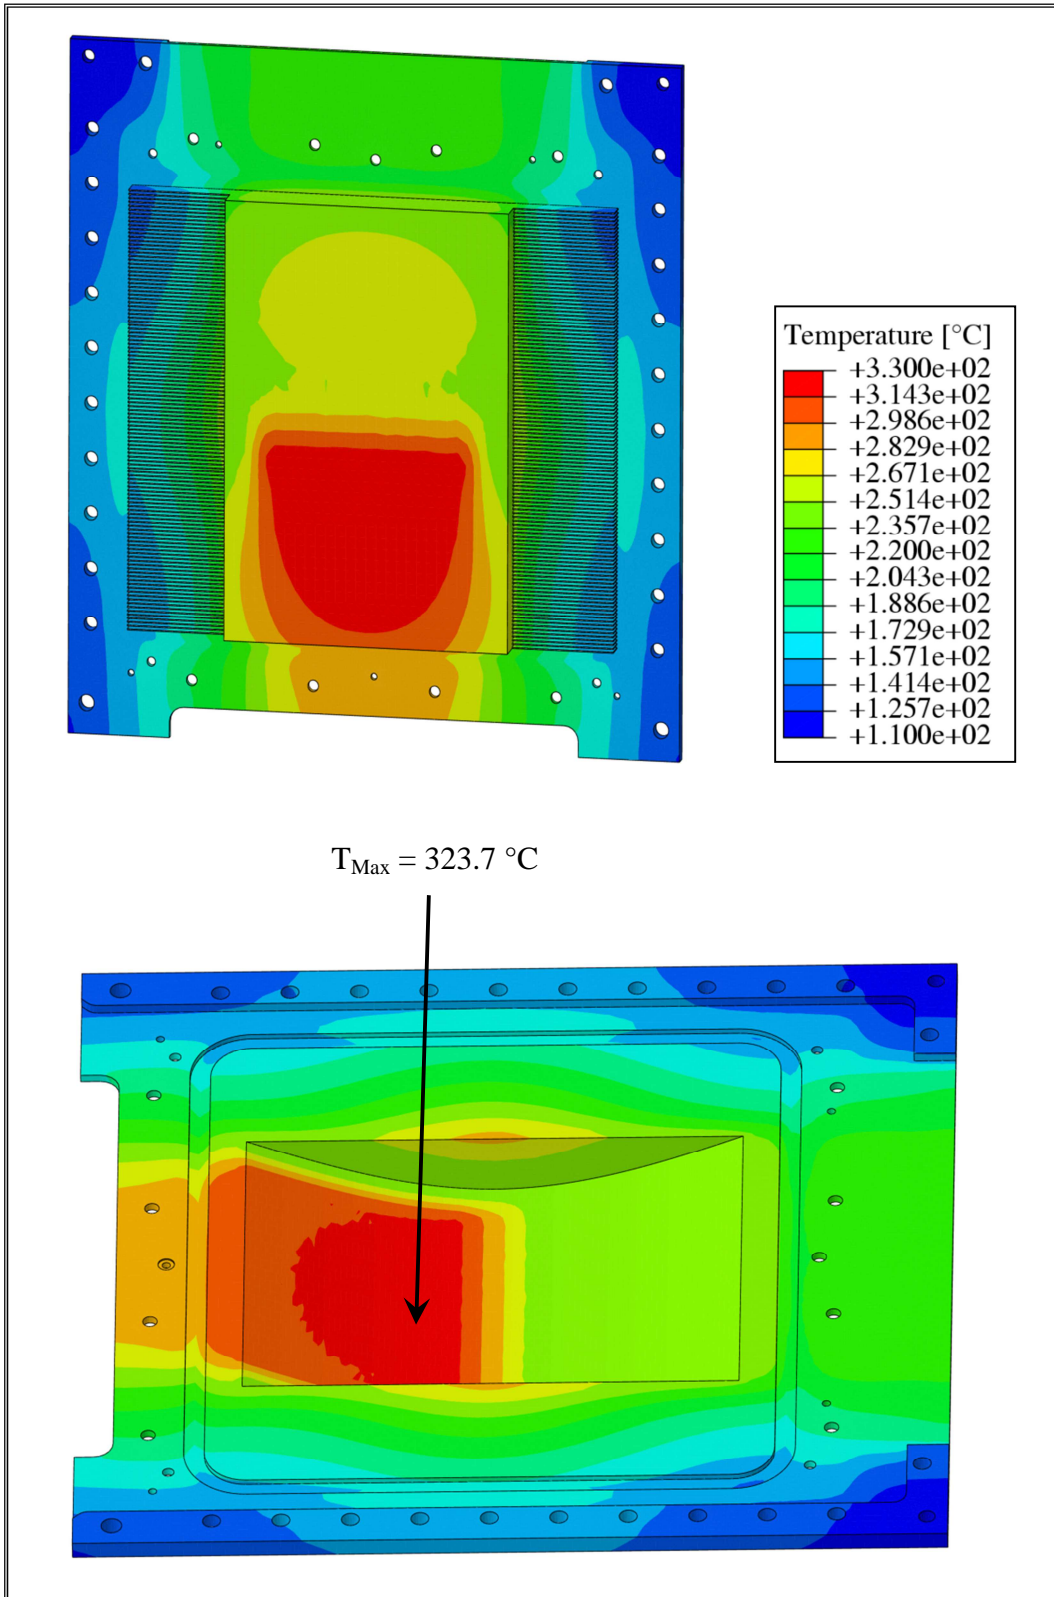 Temperature [°C]
+3.300e+02
+3.143e+02
+2.986e+02
+2.829e+02
+2.671e+02
+2.514e+02
+2.357e+02
+2.200e+02
+2.043e+02
+1.886e+02
+1.729e+02
+1.571e+02
+1.414e+02
+1.257e+02
+1.100e+02
TMax = 323.7 °C